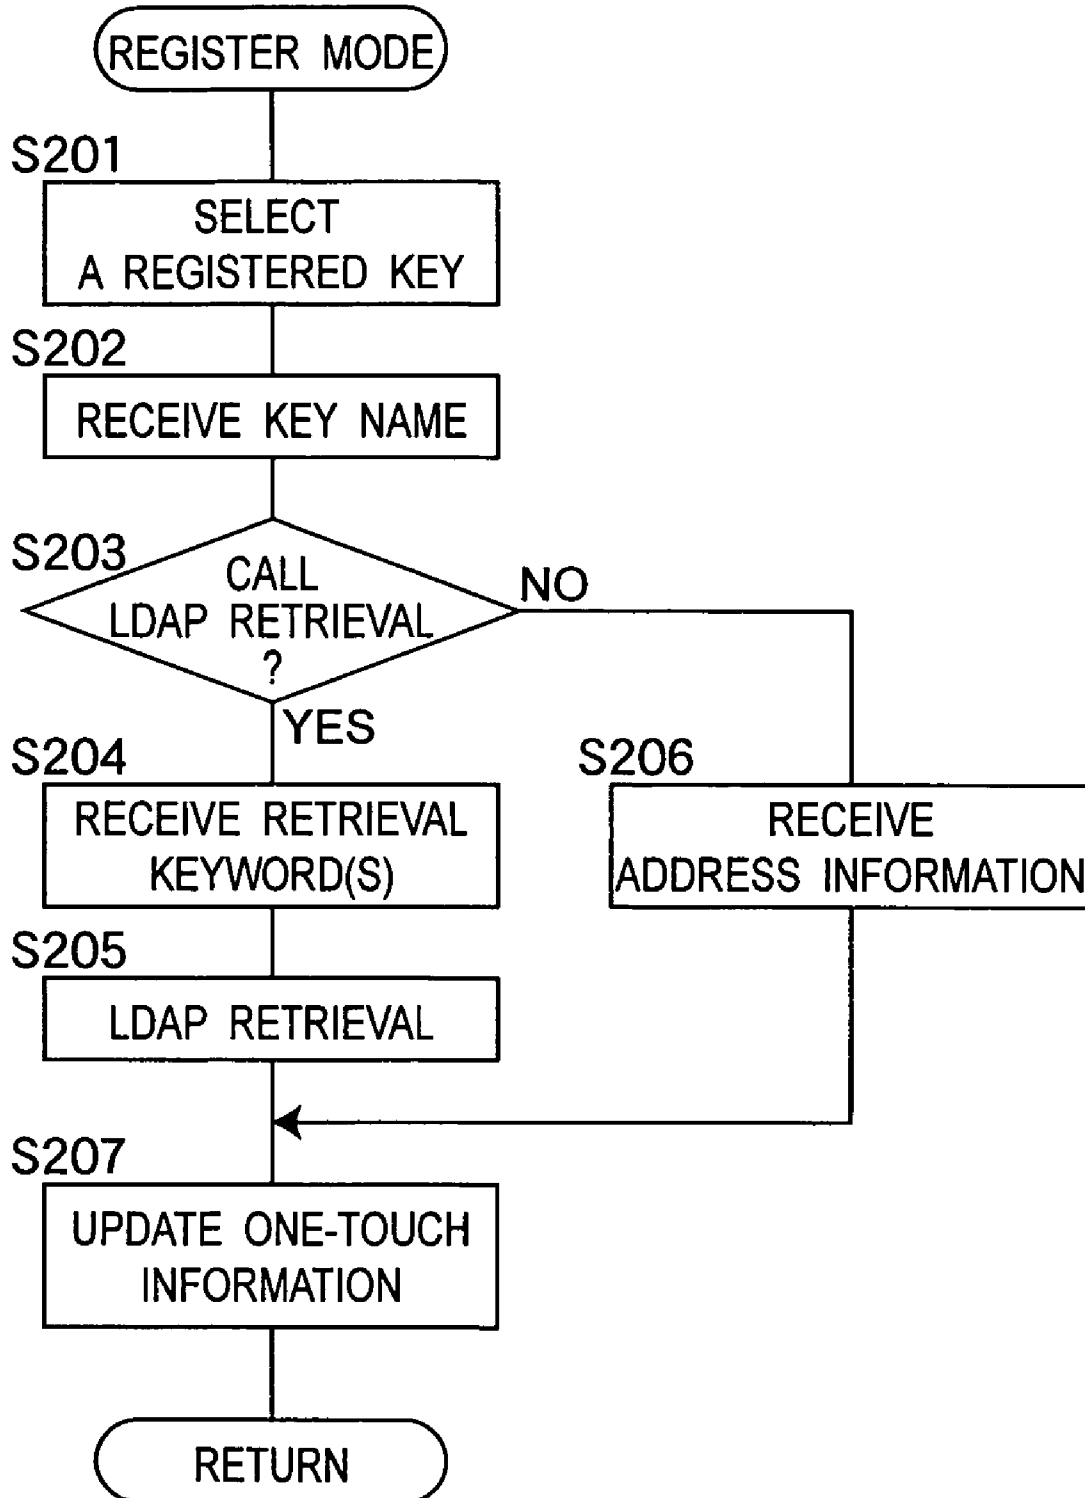 REGISTER MODE
S201
SELECT
A REGISTERED KEY
S202
RECEIVE KEY NAME
S203
CALL
LDAP RETRIEVAL
?
NO
YES
S204
RECEIVE RETRIEVAL
KEYWORD(S)
S206
RECEIVE
ADDRESS INFORMATION
S205
LDAP RETRIEVAL
S207
UPDATE ONE-TOUCH
INFORMATION
RETURN